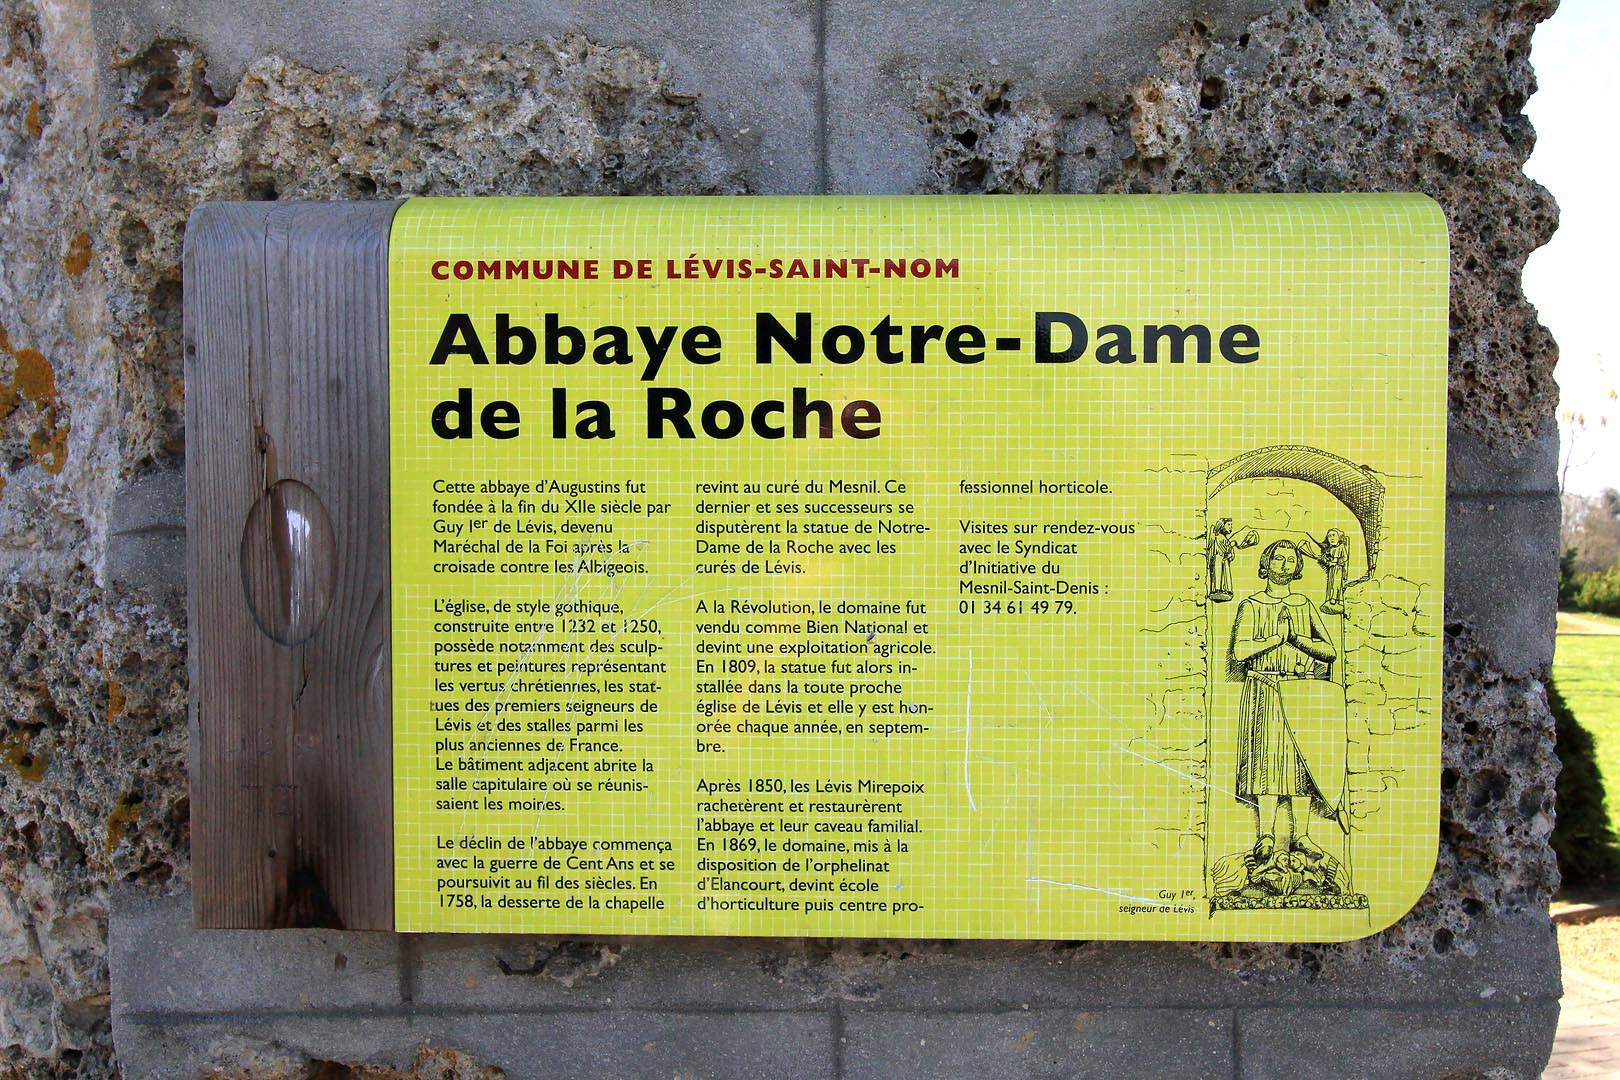 COMMUNE DE LÉVIS-SAINT-NOM
Abbaye Notre-Dame
de la Roche
Cette abbaye d'Augustins fut
fondée à la fin du XIIe siècle par
Guy Ier de Lévis, devenu
Maréchal de la Foi après la
croisade contre les Albigeois.
L'église, de style gothique,
construite entre 1232 et 1250,
possède notamment des sculp-
tures et peintures représentant
les vertus chrétiennes, les stat-
ues des premiers seigneurs de
Lévis et des stalles parmi les
plus anciennes de France.
Le bâtiment adjacent abrite la
salle capitulaire où se réunis-
saient les moines.
Le déclin de l'abbaye commença
avec la guerre de Cent Ans et se
poursuivit au fil des siècles. En
1758, la desserte de la chapelle
revint au curé du Mesnil. Ce
dernier et ses successeurs se
disputèrent la statue de Notre-
Dame de la Roche avec les
curés de Lévis.
A la Révolution, le domaine fut
vendu comme Bien National et
devint une exploitation agricole.
En 1809, la statue fut alors in-
stallée dans la toute proche
église de Lévis et elle y est hon-
orée chaque année, en septem-
bre.
Après 1850, les Lévis Mirepoix
rachetèrent et restaurèrent
l'abbaye et leur caveau familial.
En 1869, le domaine, mis à la
disposition de l'orphelinat
d'Elancourt, devint école
d'horticulture puis centre pro-
fessionnel horticole.
Visites sur rendez-vous
avec le Syndicat
d'Initiative du
Mesnil-Saint-Denis :
01 34 61 49 79.
Guy 1er,
seigneur de Lévis